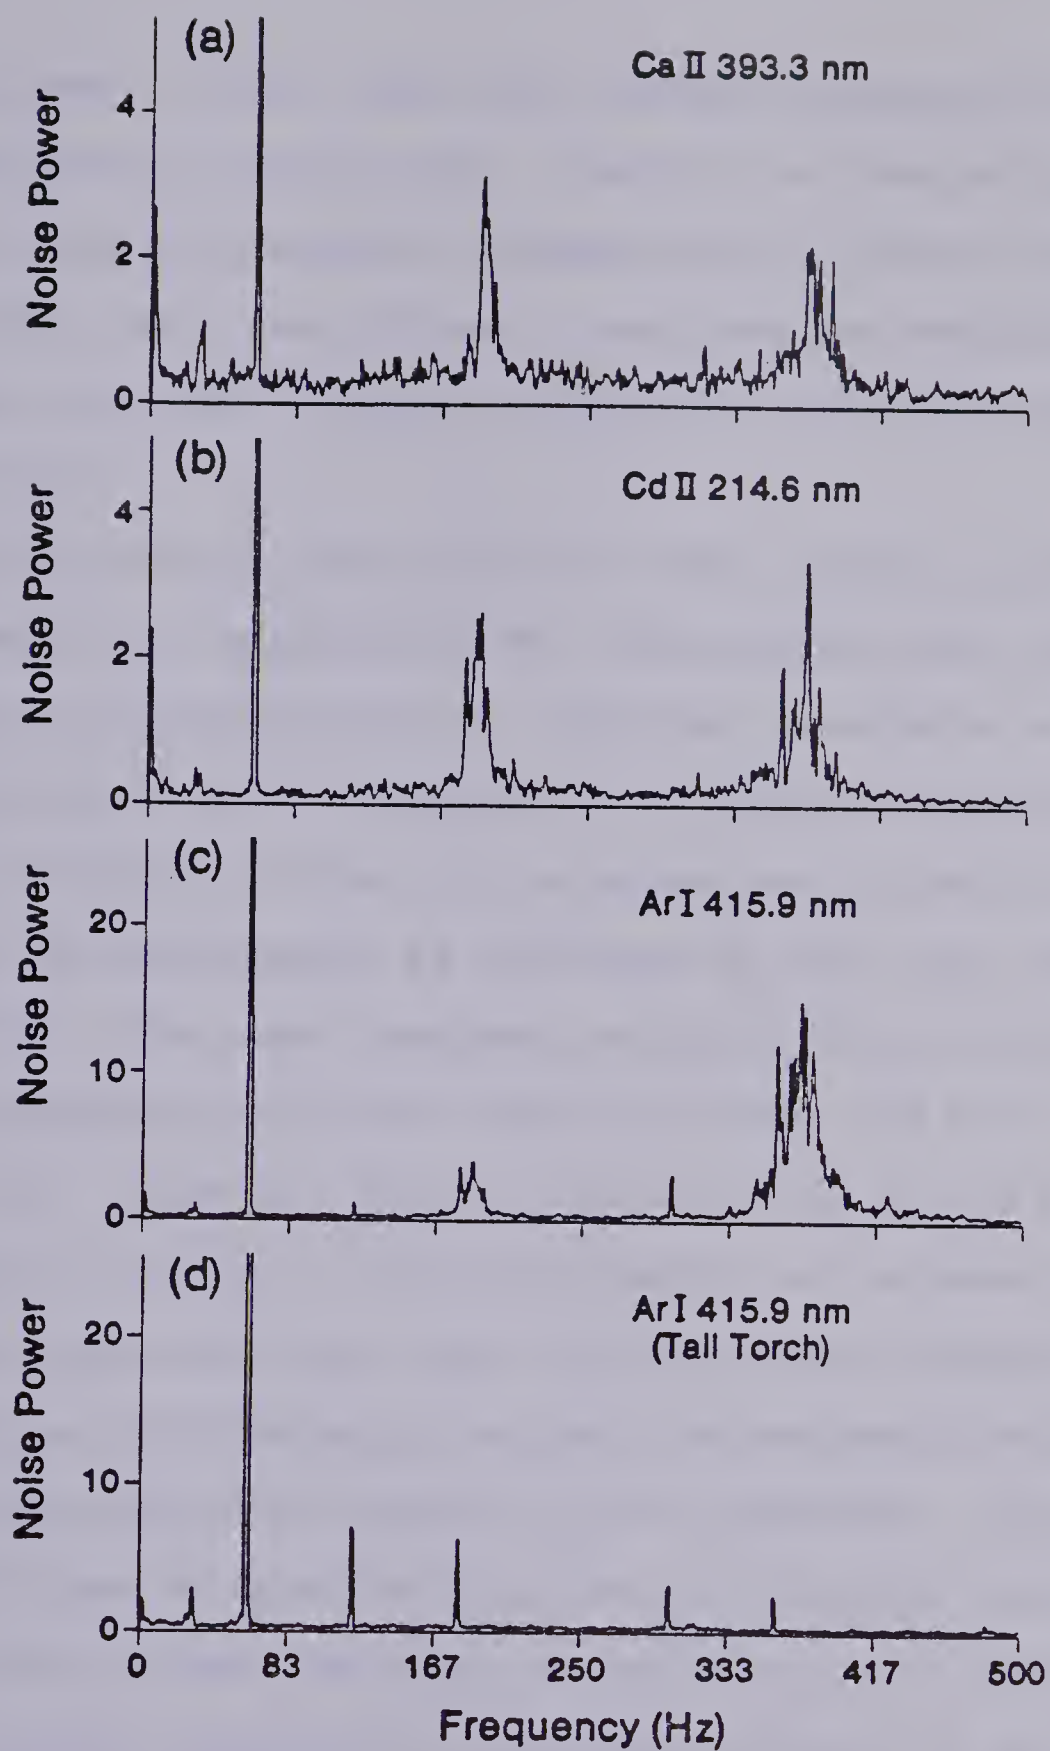 (a)
Ca II 393.3 nm
Noise Power
4
2
0
(b)
Cd II 214.6 nm
Noise Power
4
2
0
(c)
Ar I 415.9 nm
Noise Power
20
10
0
(d)
Ar I 415.9 nm
(Tall Torch)
Noise Power
20
10
0
0 83 167 250 333 417 500
Frequency (Hz)